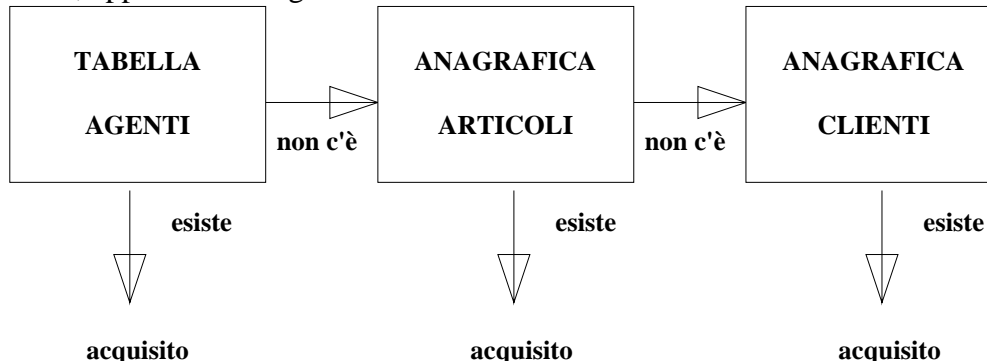 TABELLA
AGENTI
ANAGRAFICA
ARTICOLI
ANAGRAFICA
CLIENTI
non c'è
non c'è
esiste
esiste
esiste
acquisito
acquisito
acquisito